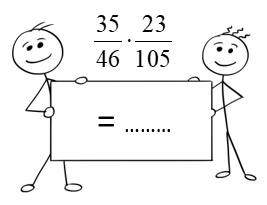 35/46 · 23/105
= .........